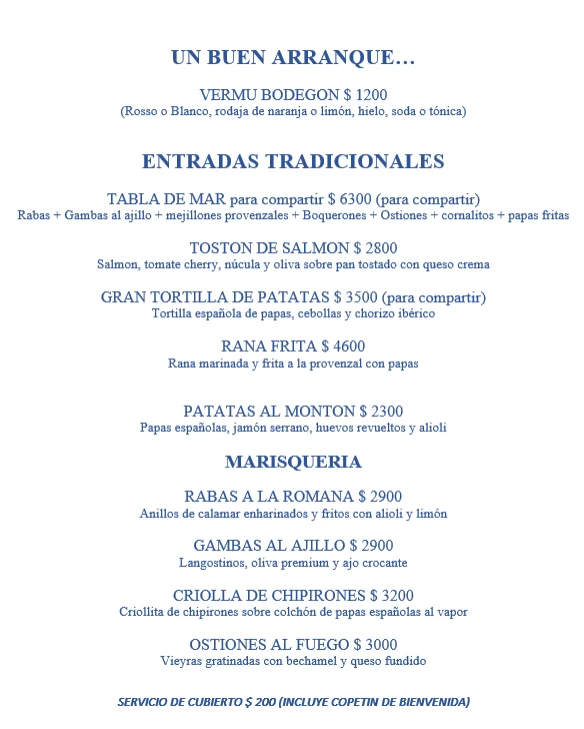 UN BUEN ARRANQUE…
VERMU BODEGON $ 1200
(Rosso o Blanco, rodaja de naranja o limón, hielo, soda o tónica)
ENTRADAS TRADICIONALES
TABLA DE MAR para compartir $ 6300 (para compartir)
Rabas + Gambas al ajillo + mejillones provenzales + Boquerones + Ostiones + cornalitos + papas fritas
TOSTON DE SALMON $ 2800
Salmon, tomate cherry, núcula y oliva sobre pan tostado con queso crema
GRAN TORTILLA DE PATATAS $ 3500 (para compartir)
Tortilla española de papas, cebollas y chorizo ibérico
RANA FRITA $ 4600
Rana marinada y frita a la provenzal con papas
PATATAS AL MONTON $ 2300
Papas españolas, jamón serrano, huevos revueltos y alioli
MARISQUERIA
RABAS A LA ROMANA $ 2900
Anillos de calamar enharinados y fritos con alioli y limón
GAMBAS AL AJILLO $ 2900
Langostinos, oliva premium y ajo crocante
CRIOLLA DE CHIPIRONES $ 3200
Criollita de chipirones sobre colchón de papas españolas al vapor
OSTIONES AL FUEGO $ 3000
Vieyras gratinadas con bechamel y queso fundido
SERVICIO DE CUBIERTO $ 200 (INCLUYE COPETIN DE BIENVENIDA)